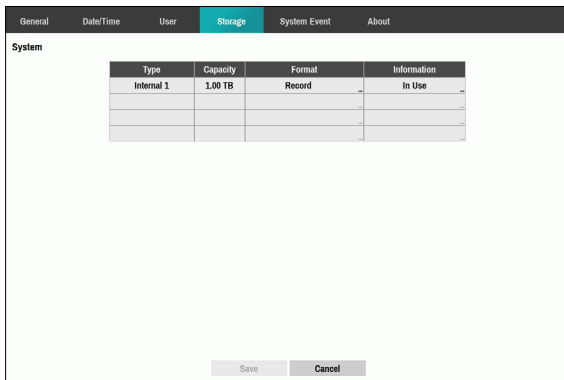 General Date/Time User Storage System Event About
System
Type Capacity Format Information
Internal 1 1.00 TB Record ... In Use ...
... ...
... ...
... ...
Save Cancel